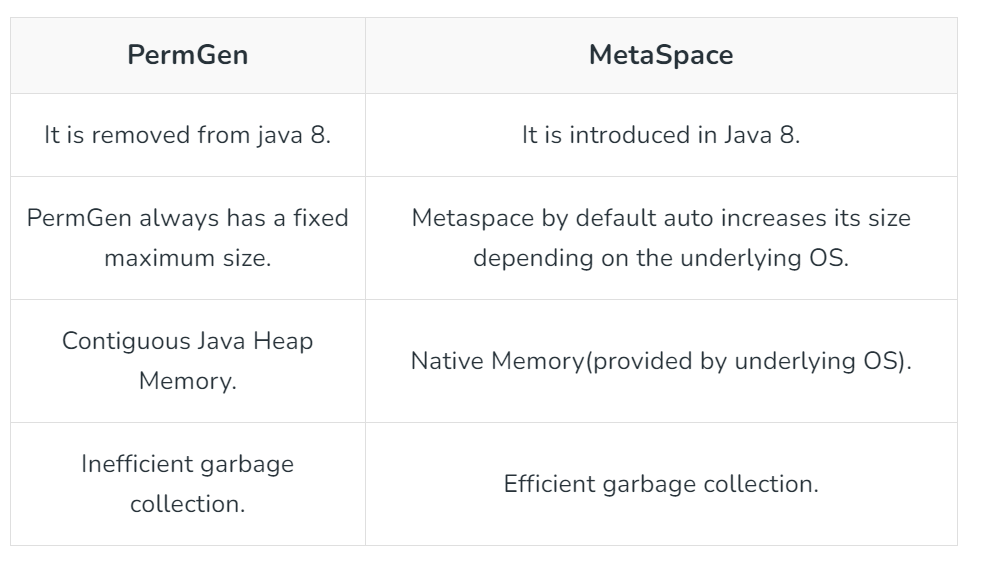 PermGen
MetaSpace
It is removed from java 8.
It is introduced in Java 8.
PermGen always has a fixed
maximum size.
Metaspace by default auto increases its size
depending on the underlying OS.
Contiguous Java Heap
Memory.
Native Memory(provided by underlying OS).
Inefficient garbage
collection.
Efficient garbage collection.